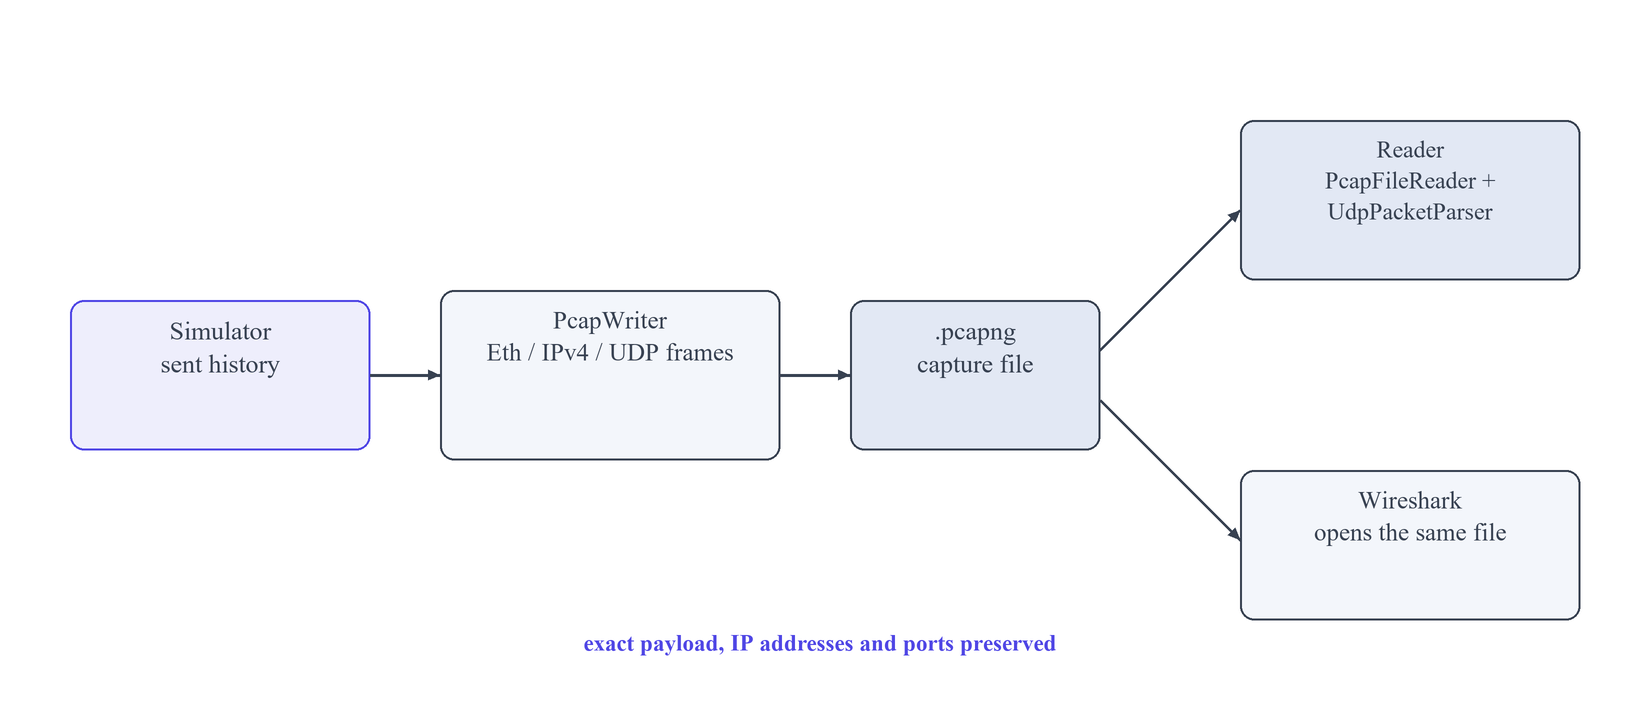 Simulator
sent history
PcapWriter
Eth / IPv4 / UDP frames
.pcapng
capture file
Reader
PcapFileReader +
UdpPacketParser
Wireshark
opens the same file
exact payload, IP addresses and ports preserved